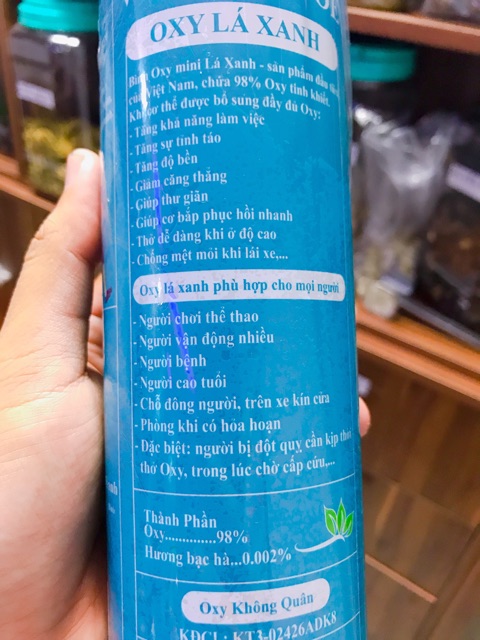 OXY LÁ XANH
Bình Oxy mini Lá Xanh - sản phẩm đầu tiên
của Việt Nam, chứa 98% Oxy tinh khiết.
Khi cơ thể được bổ sung đầy đủ Oxy:
- Tăng khả năng làm việc
- Tăng sự tỉnh táo
- Tăng độ bền
- Giảm căng thẳng
- Giúp thư giãn
- Giúp cơ bắp phục hồi nhanh
- Thở dễ dàng khi ở độ cao
- Chống mệt mỏi khi lái xe,...
Oxy lá xanh phù hợp cho mọi người
- Người chơi thể thao
- Người vận động nhiều
- Người bệnh
- Người cao tuổi
- Chỗ đông người, trên xe kín cửa
- Phòng khi có hỏa hoạn
- Đặc biệt: người bị đột quỵ cần kịp thời
thở Oxy, trong lúc chờ cấp cứu,...
Thành Phần
Oxy..............98%
Hương bạc hà...0.002%
Oxy Không Quân
KĐCL: KT3-02426ADK8